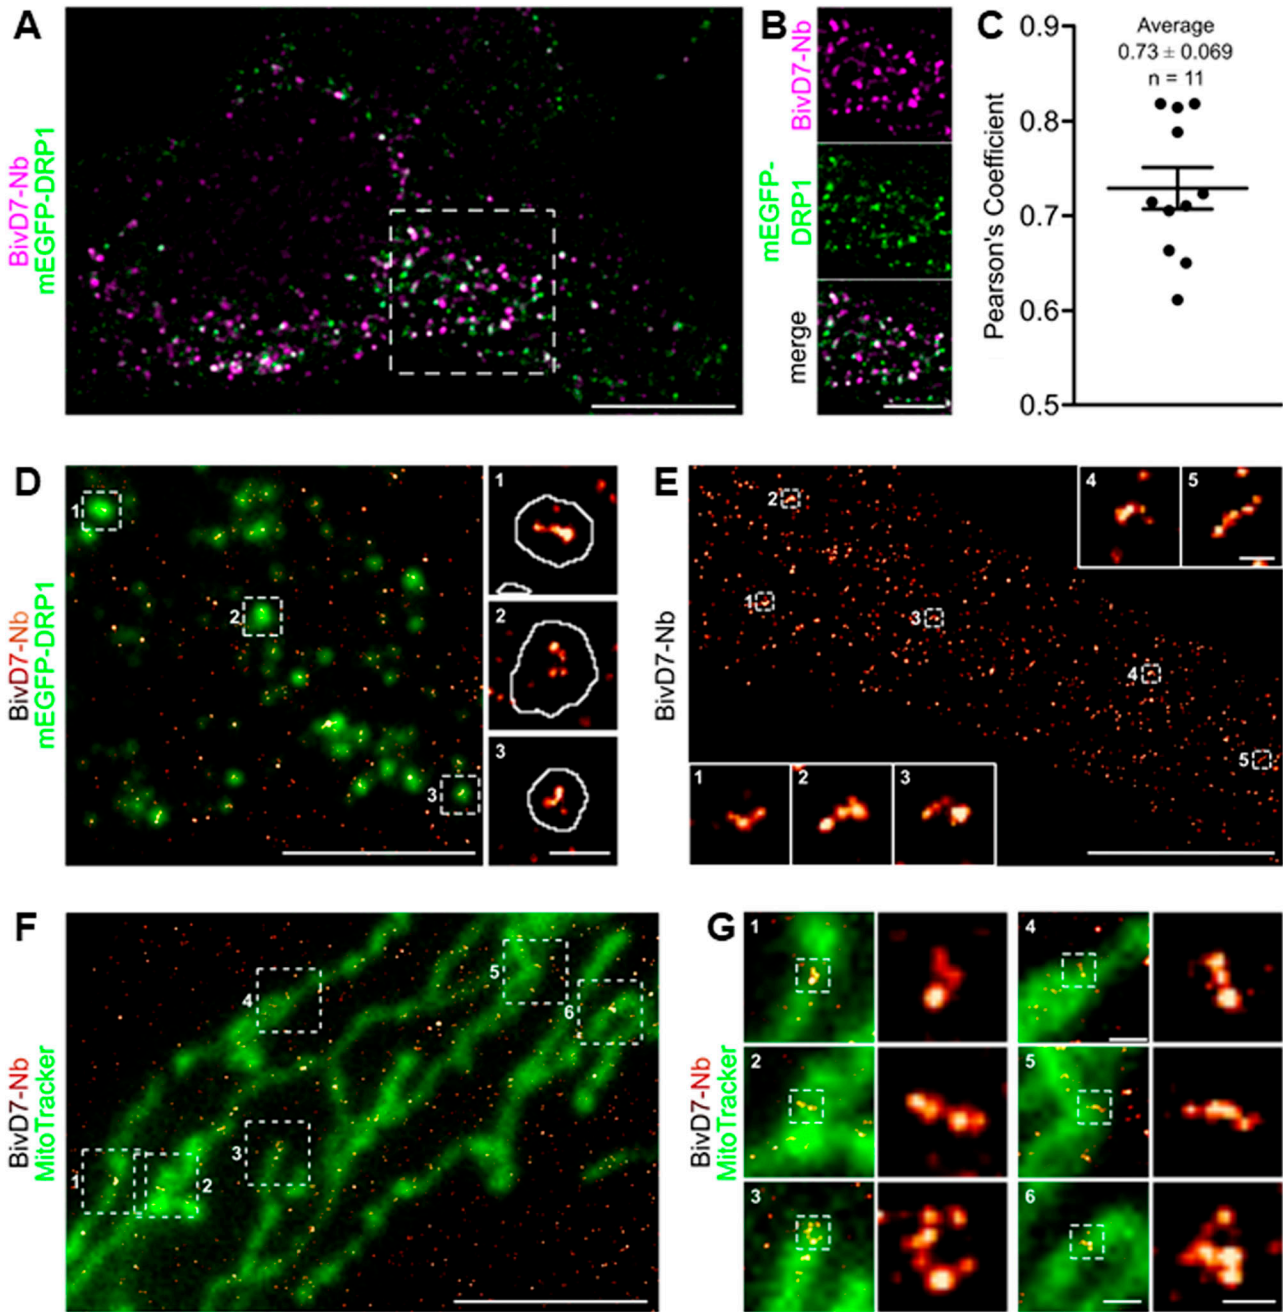 A
BivD7-Nb
mEGFP-DRP1
B
BivD7-Nb
mEGFP-
DRP1
merge
C
Average
0.73 ± 0.069
n = 11
Pearson's Coefficient
0.9
0.8
0.7
0.6
0.5
D
BivD7-Nb
mEGFP-DRP1
1
2
3
1
2
3
E
BivD7-Nb
2
1
3
4
5
4
5
1
2
3
F
BivD7-Nb
MitoTracker
5
4
6
3
1
2
G
BivD7-Nb
MitoTracker
1
4
2
5
3
6